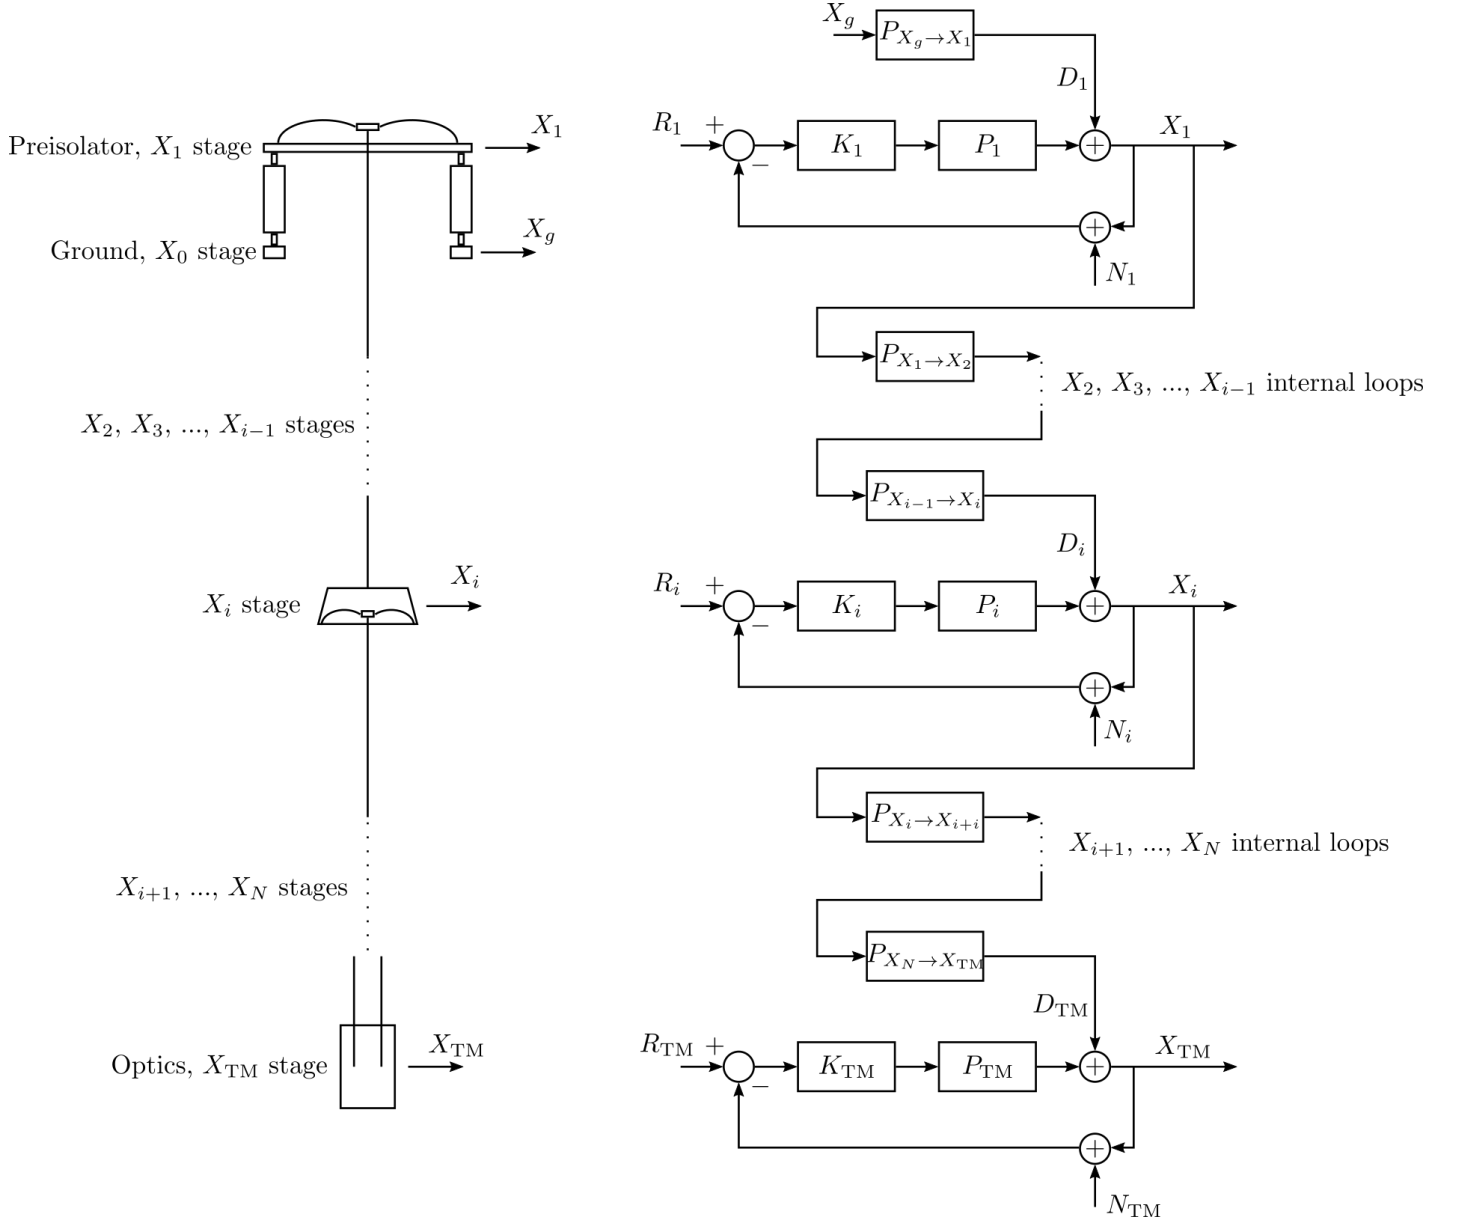 X_g
P_{X_g→X_1}
D_1
Preisolator, X_1 stage
X_1
R_1
+
−
K_1
P_1
+
X_1
Ground, X_0 stage
X_g
+
N_1
P_{X_1→X_2}
X_2, X_3, ..., X_{i−1} internal loops
X_2, X_3, ..., X_{i−1} stages
P_{X_{i−1}→X_i}
D_i
X_i stage
X_i
R_i
+
−
K_i
P_i
+
X_i
+
N_i
P_{X_i→X_{i+i}}
X_{i+1}, ..., X_N internal loops
X_{i+1}, ..., X_N stages
P_{X_N→X_TM}
D_TM
Optics, X_TM stage
X_TM
R_TM
+
−
K_TM
P_TM
+
X_TM
+
N_TM